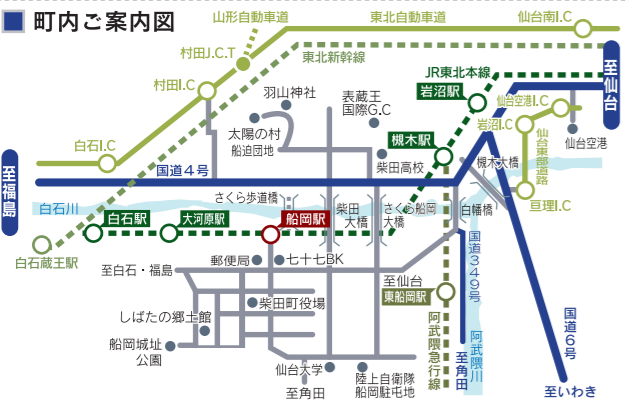 町内ご案内図
山形自動車道
東北自動車道
仙台南I.C
村田J.C.T
東北新幹線
至仙台
JR東北本線
村田I.C
羽山神社
表蔵王
国際G.C
岩沼駅
仙台空港I.C
太陽の村
船迫団地
槻木駅
岩沼I.C
仙台空港
白石I.C
柴田高校
槻木大橋
仙台東部道路
至福島
国道4号
さくら歩道橋
亘理I.C
白石川
白石駅
大河原駅
船岡駅
柴田
大橋
さくら船岡
大橋
白幡橋
白石蔵王駅
至白石・福島
郵便局
七十七BK
至仙台
東船岡駅
国道349号
柴田町役場
しばたの郷土館
船岡城址
公園
阿武隈急行線
至角田
阿武隈川
国道6号
仙台大学
至角田
陸上自衛隊
船岡駐屯地
至いわき